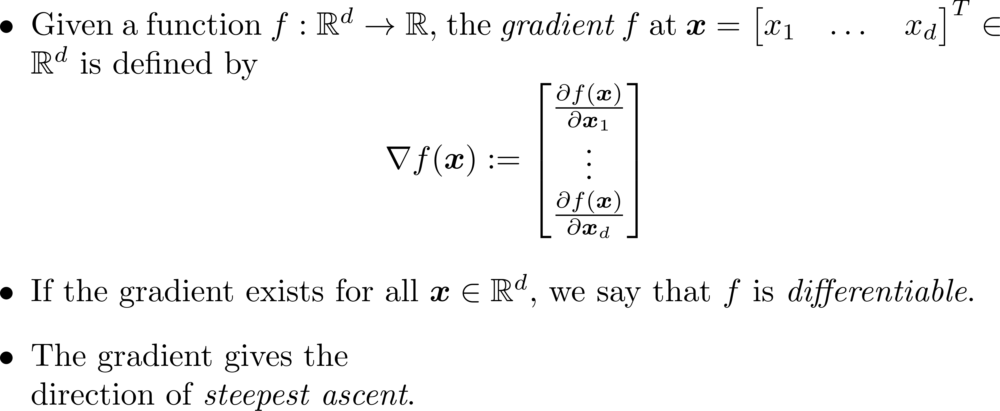 • Given a function $f : \mathbb{R}^d \to \mathbb{R}$, the gradient $f$ at $\boldsymbol{x} = \begin{bmatrix} x_1 & \dots & x_d \end{bmatrix}^T \in$
$\mathbb{R}^d$ is defined by
$\nabla f(\boldsymbol{x}) := \begin{bmatrix} \frac{\partial f(\boldsymbol{x})}{\partial \boldsymbol{x}_1} \\ \vdots \\ \frac{\partial f(\boldsymbol{x})}{\partial \boldsymbol{x}_d} \end{bmatrix}$
• If the gradient exists for all $\boldsymbol{x} \in \mathbb{R}^d$, we say that $f$ is differentiable.
• The gradient gives the
direction of steepest ascent.